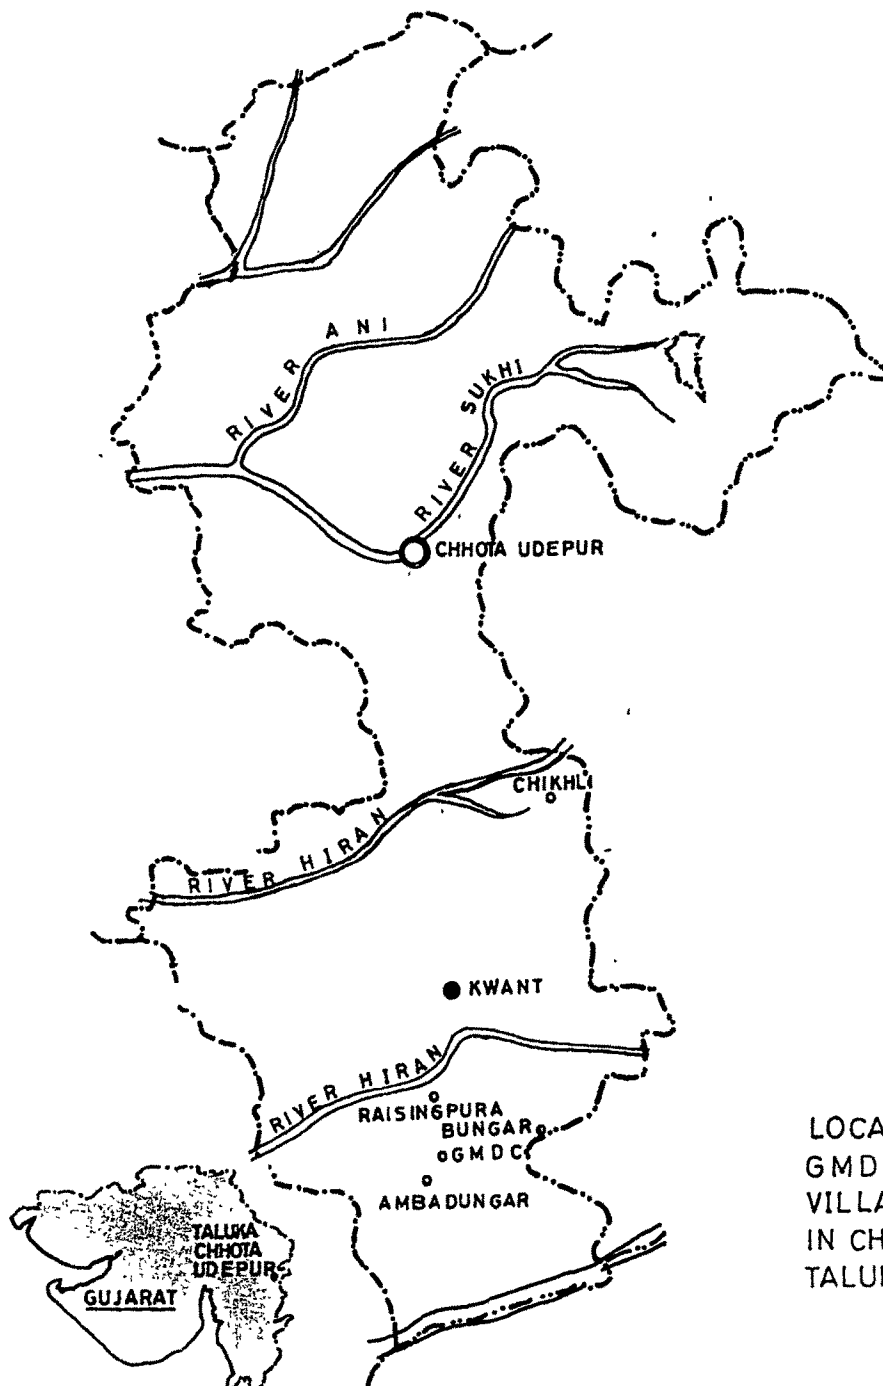 RIVER ANI
RIVER SUKHI
CHHOTA UDEPUR
CHIKHLI
RIVER HIRAN
KWANT
RIVER HIRAN
RAISINGPURA
BUNGAR
GMDC
AMBADUNGAR
TALUKA
CHHOTA
UDEPUR
GUJARAT
LOCA
GMD
VILLA
IN CH
TALU